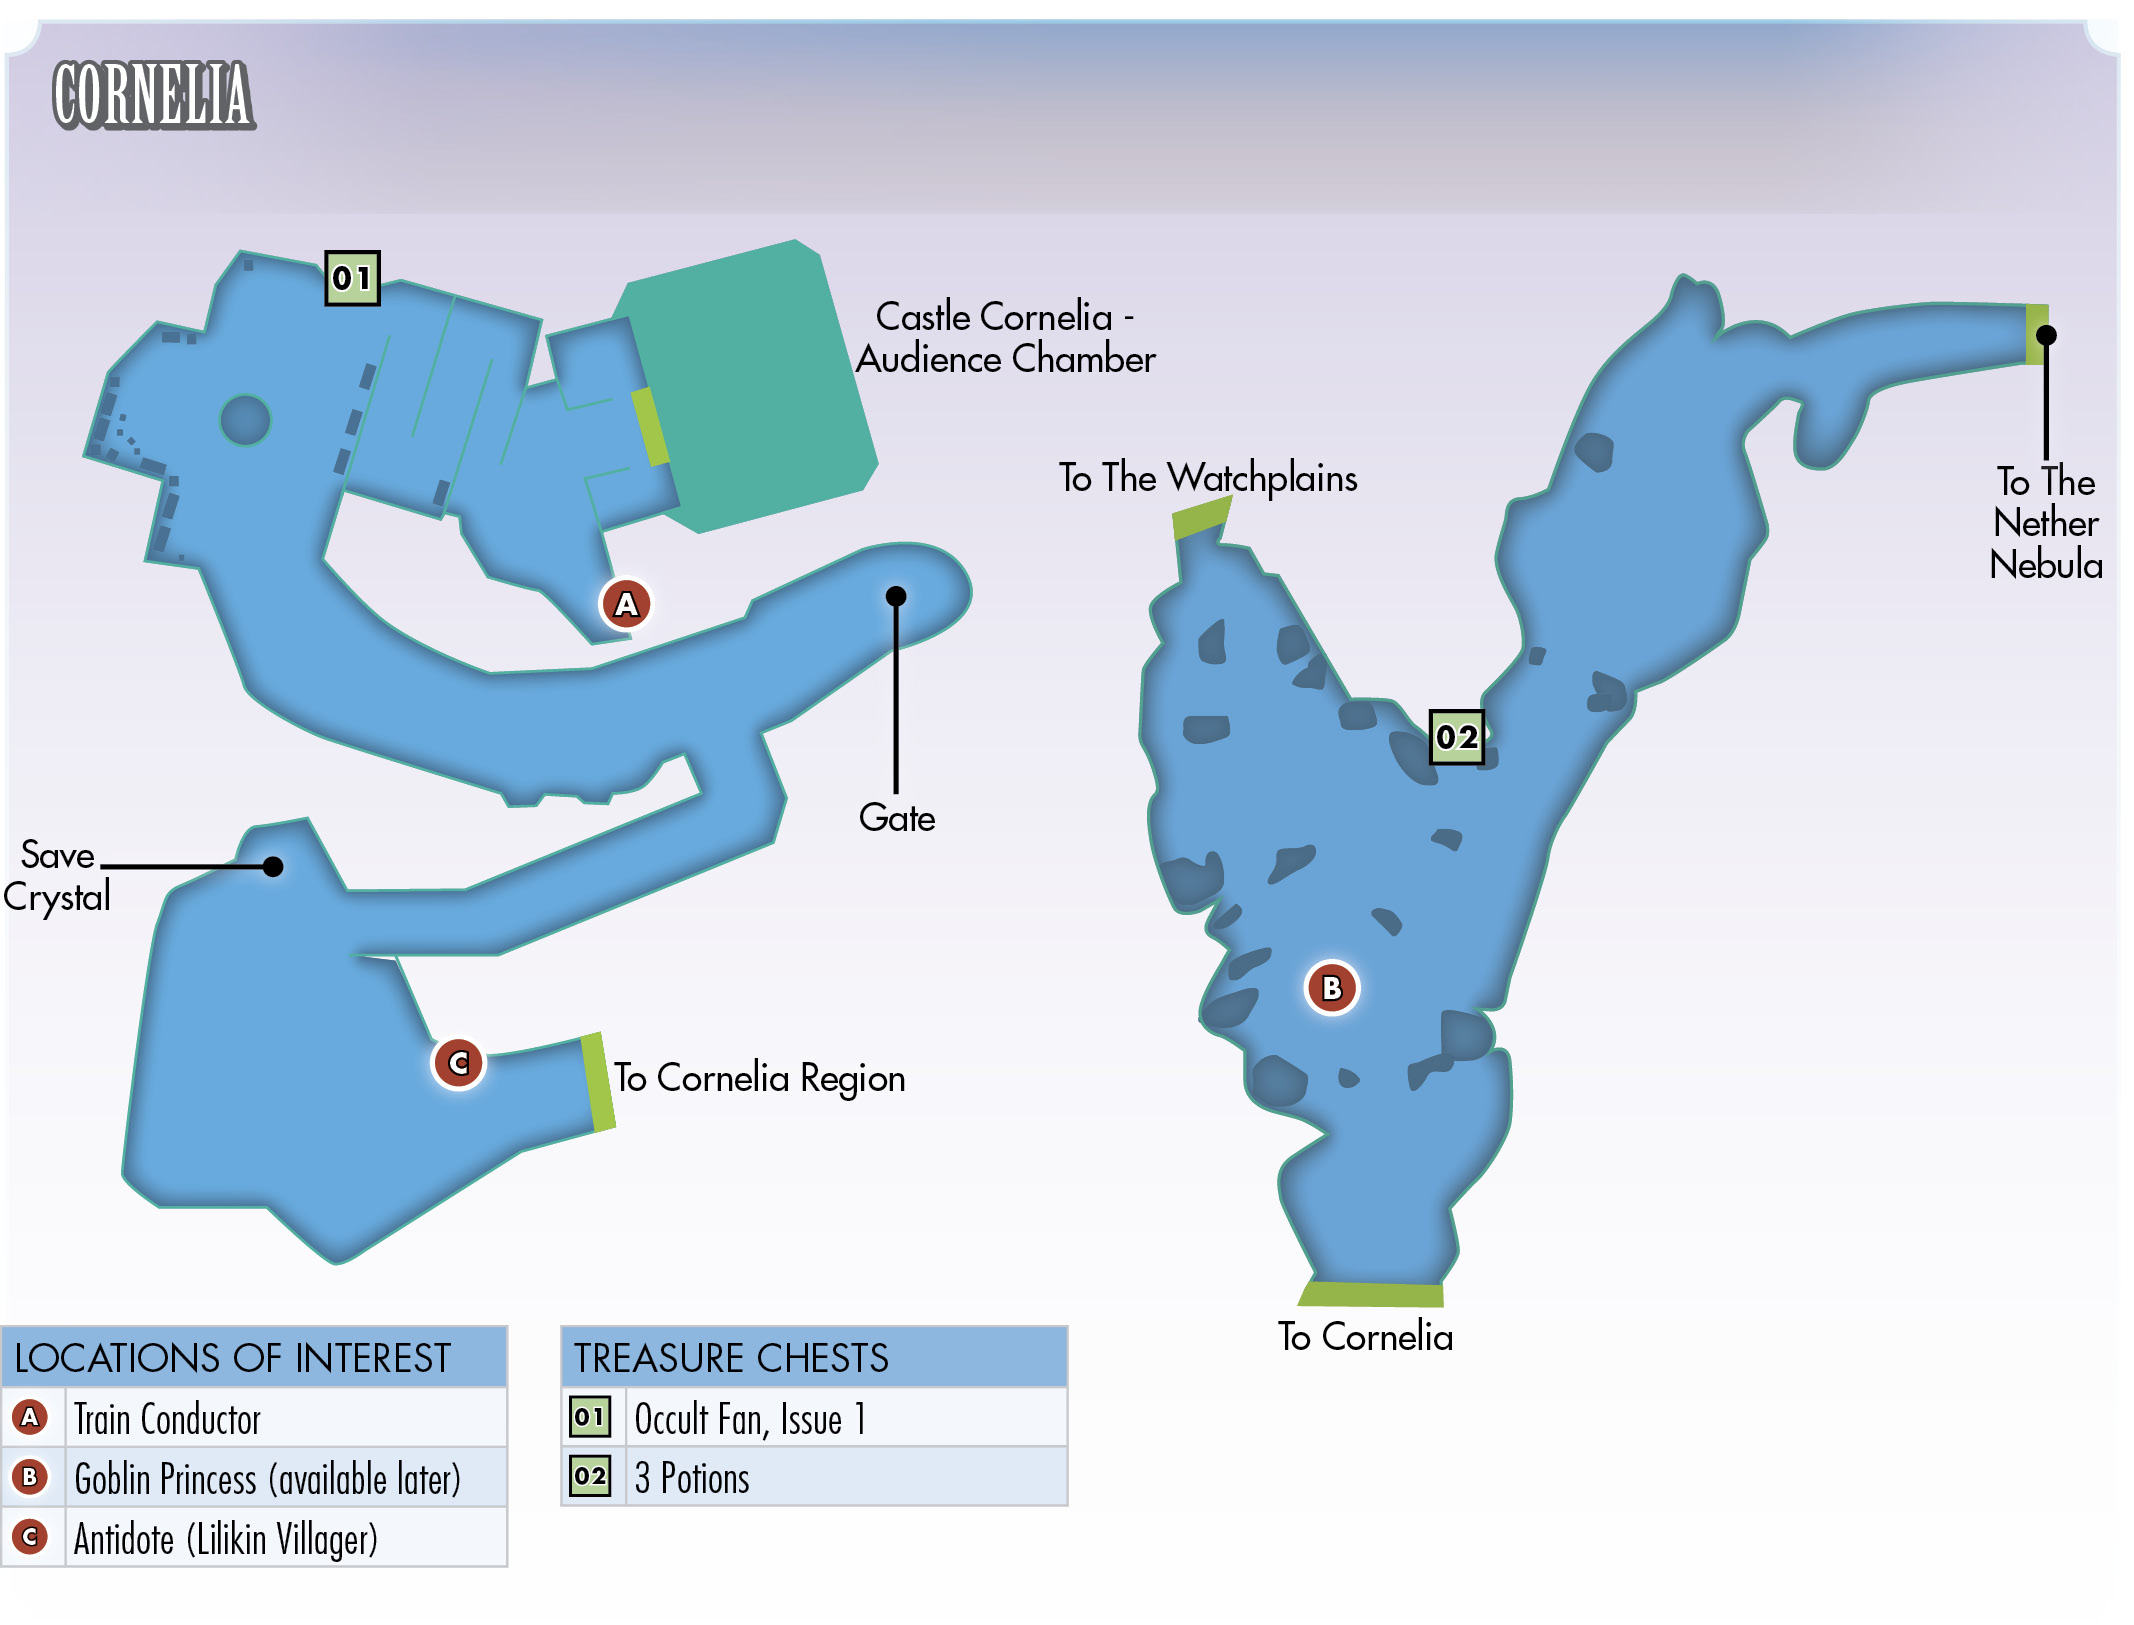 CORNELIA
01
Castle Cornelia -
Audience Chamber
To The Watchplains
To The
Nether
Nebula
A
02
Gate
Save
Crystal
B
C
To Cornelia Region
To Cornelia
LOCATIONS OF INTEREST
A Train Conductor
B Goblin Princess (available later)
C Antidote (Lilikin Villager)
TREASURE CHESTS
01 Occult Fan, Issue 1
02 3 Potions